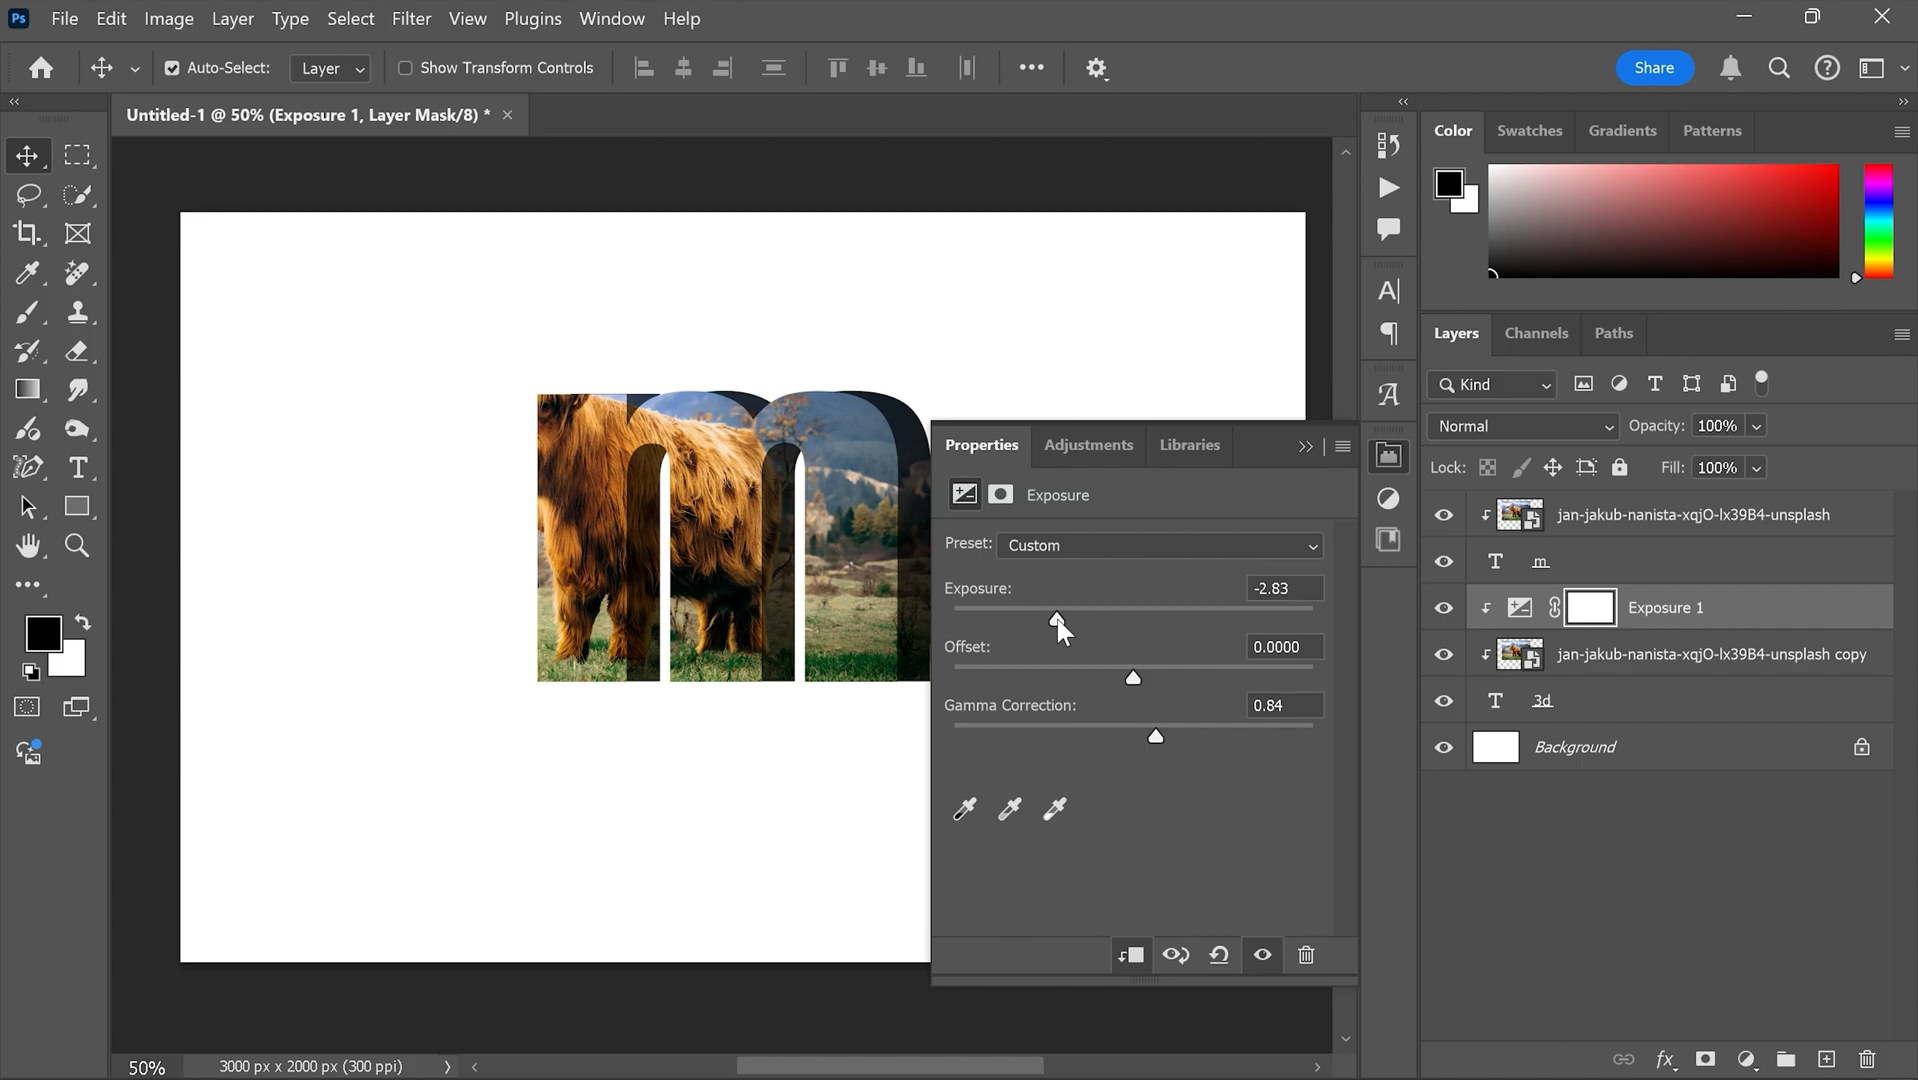 Ps File Edit Image Layer Type Select Filter View Plugins Window Help
Auto-Select: Layer Show Transform Controls Share
Untitled-1 @ 50% (Exposure 1, Layer Mask/8) *
Color Swatches Gradients Patterns
Layers Channels Paths
Kind
Normal Opacity: 100%
Lock: Fill: 100%
jan-jakub-nanista-xqjO-lx39B4-unsplash
m
Exposure 1
jan-jakub-nanista-xqjO-lx39B4-unsplash copy
3d
Background
m
Properties Adjustments Libraries
Exposure
Preset: Custom
Exposure: -2.83
Offset: 0.0000
Gamma Correction: 0.84
50% 3000 px x 2000 px (300 ppi)